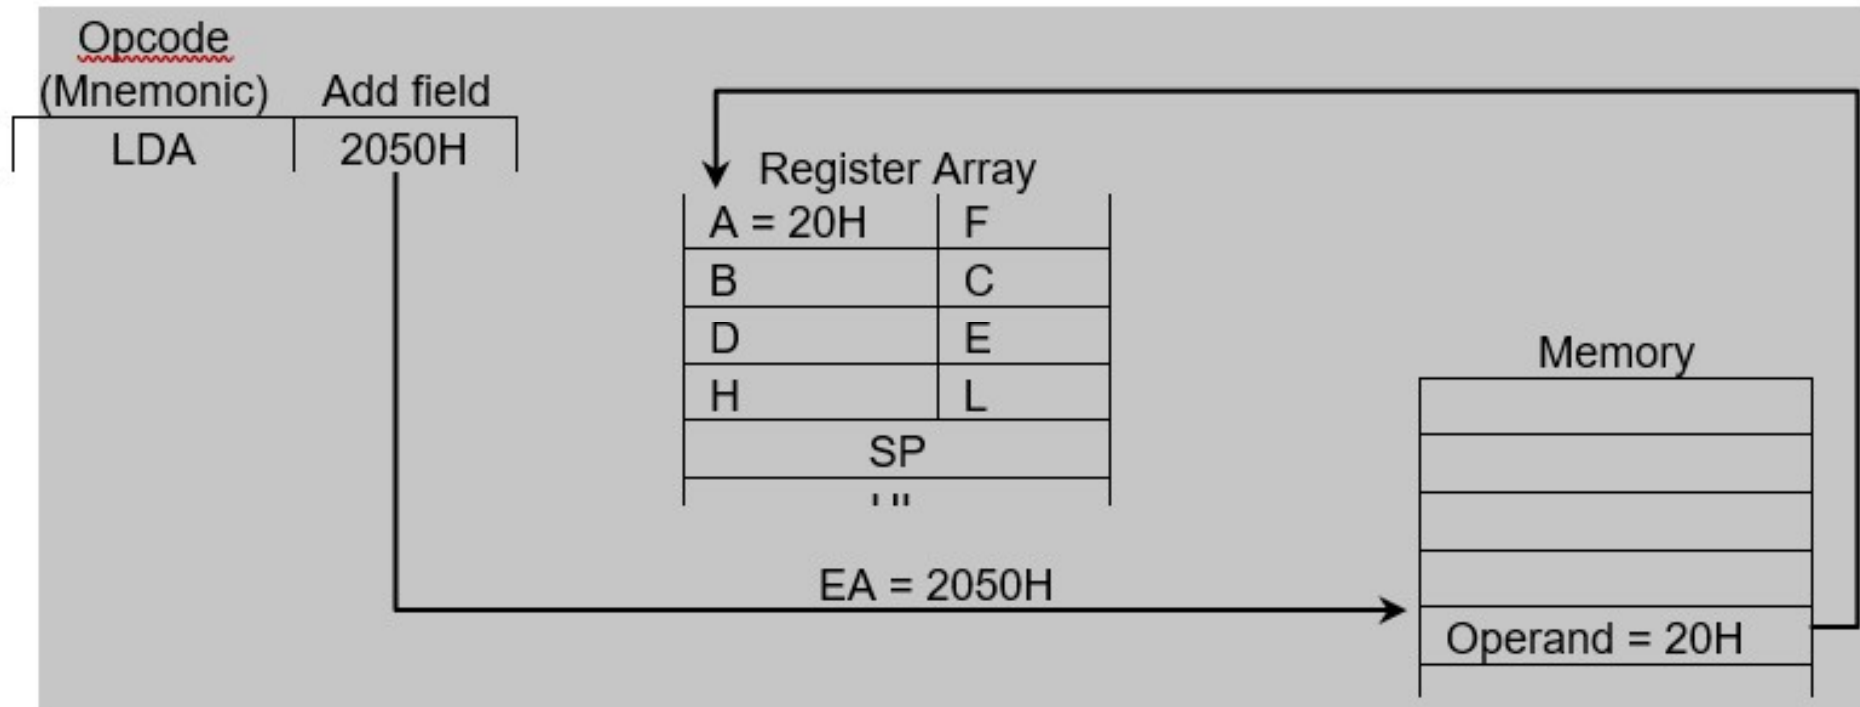 Opcode
(Mnemonic) Add field
LDA 2050H
Register Array
A = 20H F
B C
D E
H L
SP
Memory
EA = 2050H
Operand = 20H